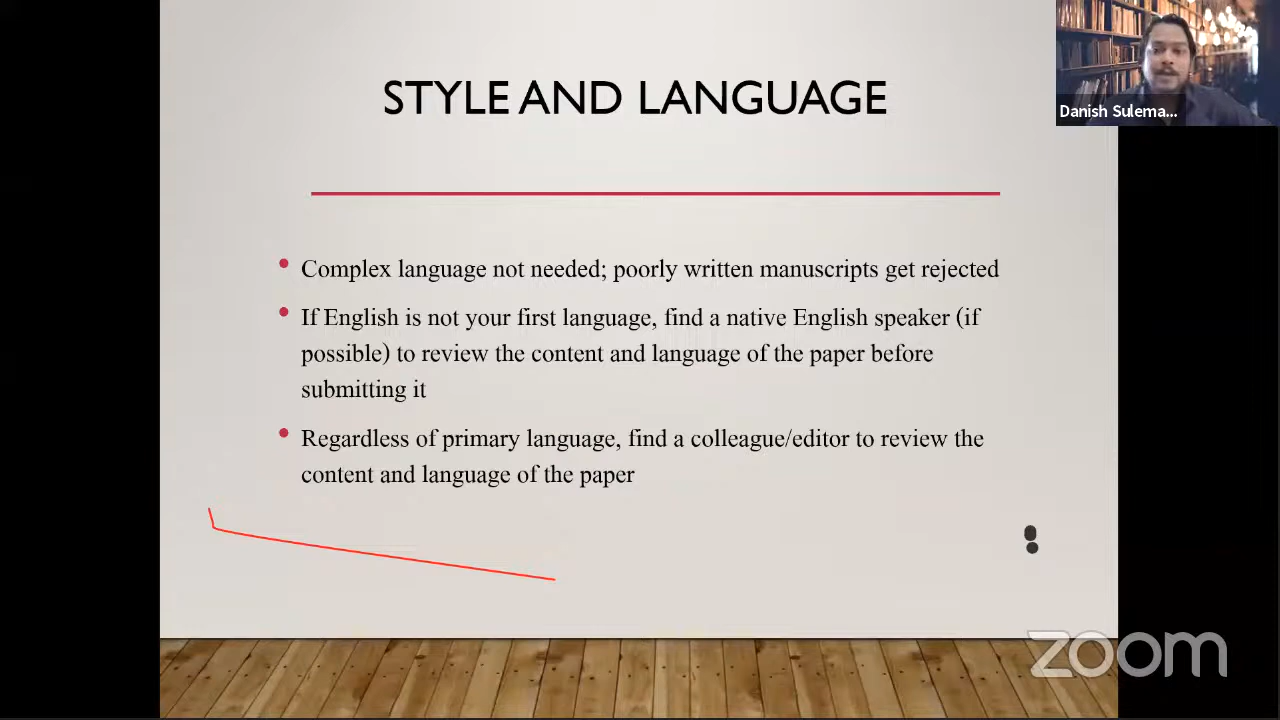 STYLE AND LANGUAGE
Danish Sulema...
• Complex language not needed; poorly written manuscripts get rejected
• If English is not your first language, find a native English speaker (if
possible) to review the content and language of the paper before
submitting it
• Regardless of primary language, find a colleague/editor to review the
content and language of the paper
zoom